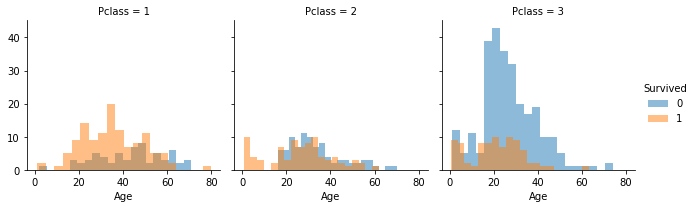 Pclass = 1
Pclass = 2
Pclass = 3
40
30
20
10
0
0 20 40 60 80
0 20 40 60 80
0 20 40 60 80
Age
Age
Age
Survived
0
1